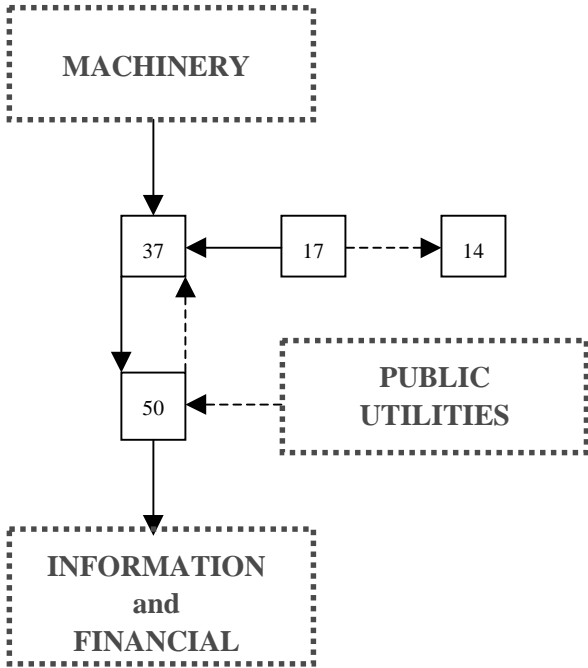 MACHINERY
37
17
14
PUBLIC
UTILITIES
50
INFORMATION
and
FINANCIAL